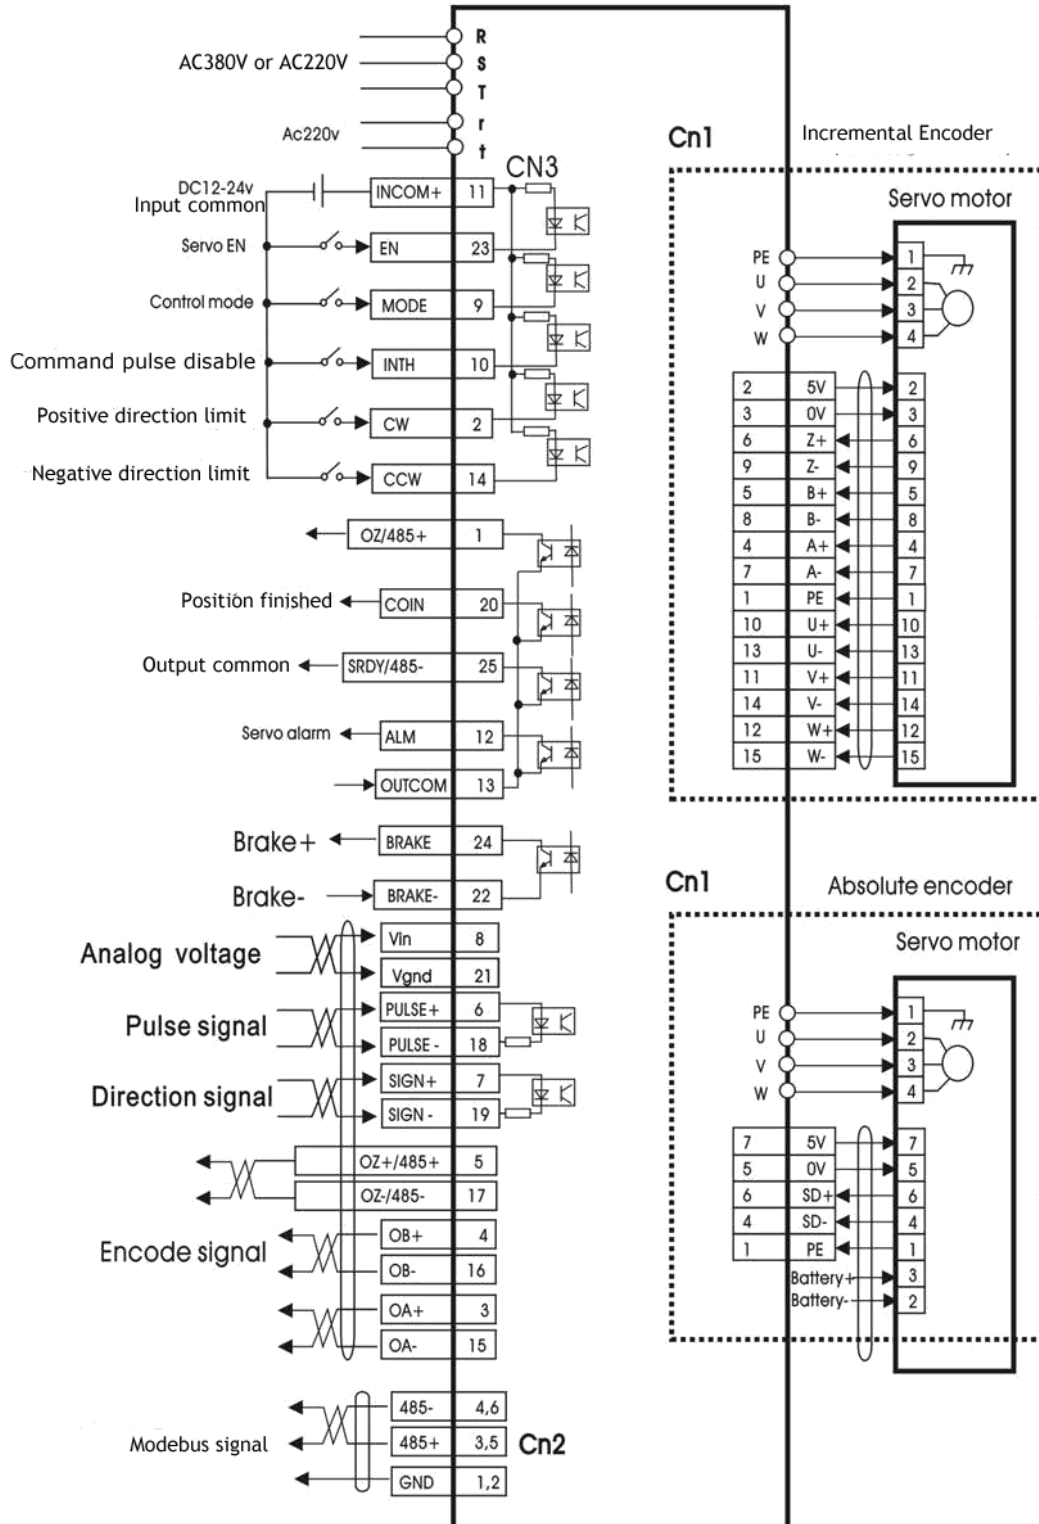 R
AC380V or AC220V S
T
Ac220v r
t
CN3
DC12-24v
Input common INCOM+ 11
Servo EN EN 23
Control mode MODE 9
Command pulse disable INTH 10
Positive direction limit CW 2
Negative direction limit CCW 14
OZ/485+ 1
Position finished COIN 20
Output common SRDY/485- 25
Servo alarm ALM 12
OUTCOM 13
Brake+ BRAKE 24
Brake- BRAKE- 22
Analog voltage Vin 8
Vgnd 21
Pulse signal PULSE+ 6
PULSE - 18
Direction signal SIGN+ 7
SIGN - 19
OZ+/485+ 5
OZ-/485- 17
Encode signal OB+ 4
OB- 16
OA+ 3
OA- 15
Modebus signal 485- 4,6
485+ 3,5 Cn2
GND 1,2
Cn1 Incremental Encoder
Servo motor
PE 1
U 2
V 3
W 4
2 5V 2
3 0V 3
6 Z+ 6
9 Z- 9
5 B+ 5
8 B- 8
4 A+ 4
7 A- 7
1 PE 1
10 U+ 10
13 U- 13
11 V+ 11
14 V- 14
12 W+ 12
15 W- 15
Cn1 Absolute encoder
Servo motor
PE 1
U 2
V 3
W 4
7 5V 7
5 0V 5
6 SD+ 6
4 SD- 4
1 PE 1
Battery+ 3
Battery- 2